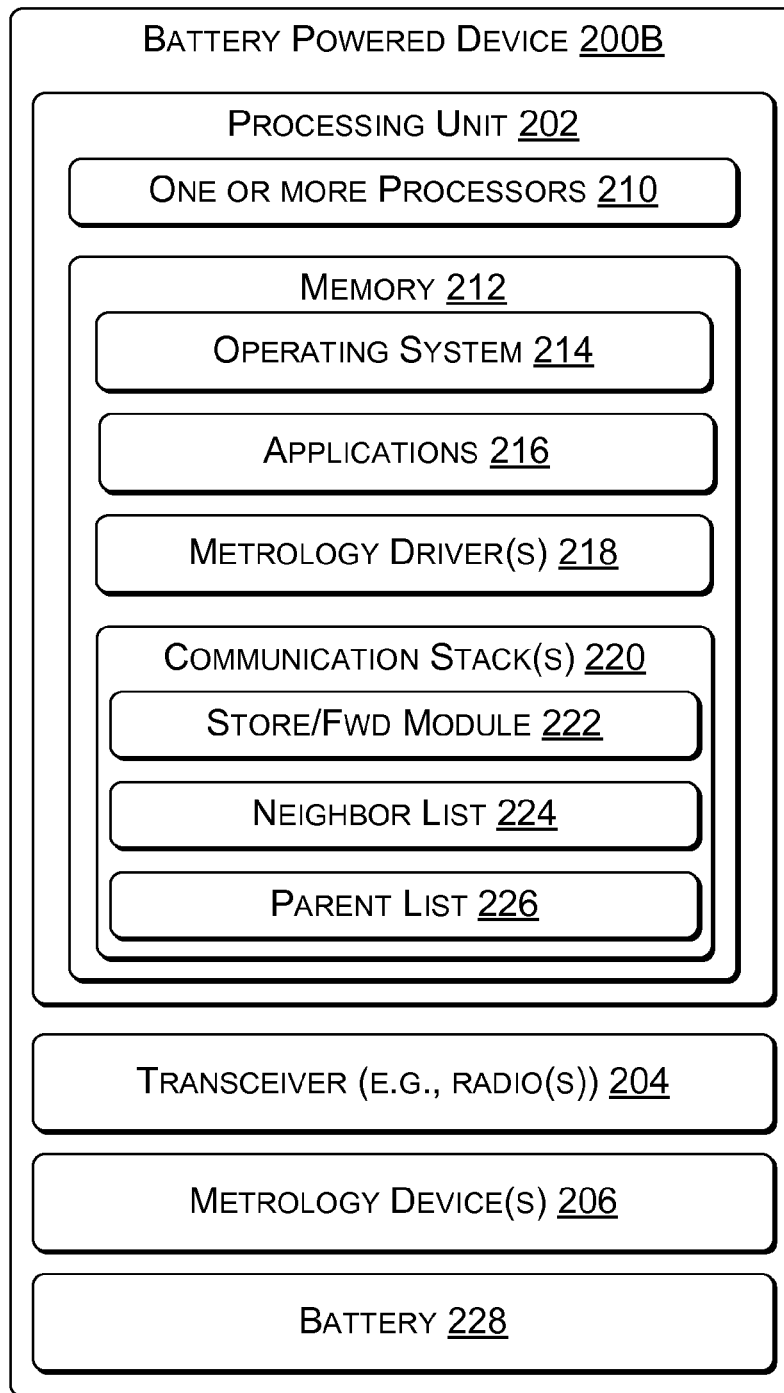 BATTERY POWERED DEVICE 200B
PROCESSING UNIT 202
ONE OR MORE PROCESSORS 210
MEMORY 212
OPERATING SYSTEM 214
APPLICATIONS 216
METROLOGY DRIVER(S) 218
COMMUNICATION STACK(S) 220
STORE/FWD MODULE 222
NEIGHBOR LIST 224
PARENT LIST 226
TRANSCEIVER (E.G., RADIO(S)) 204
METROLOGY DEVICE(S) 206
BATTERY 228